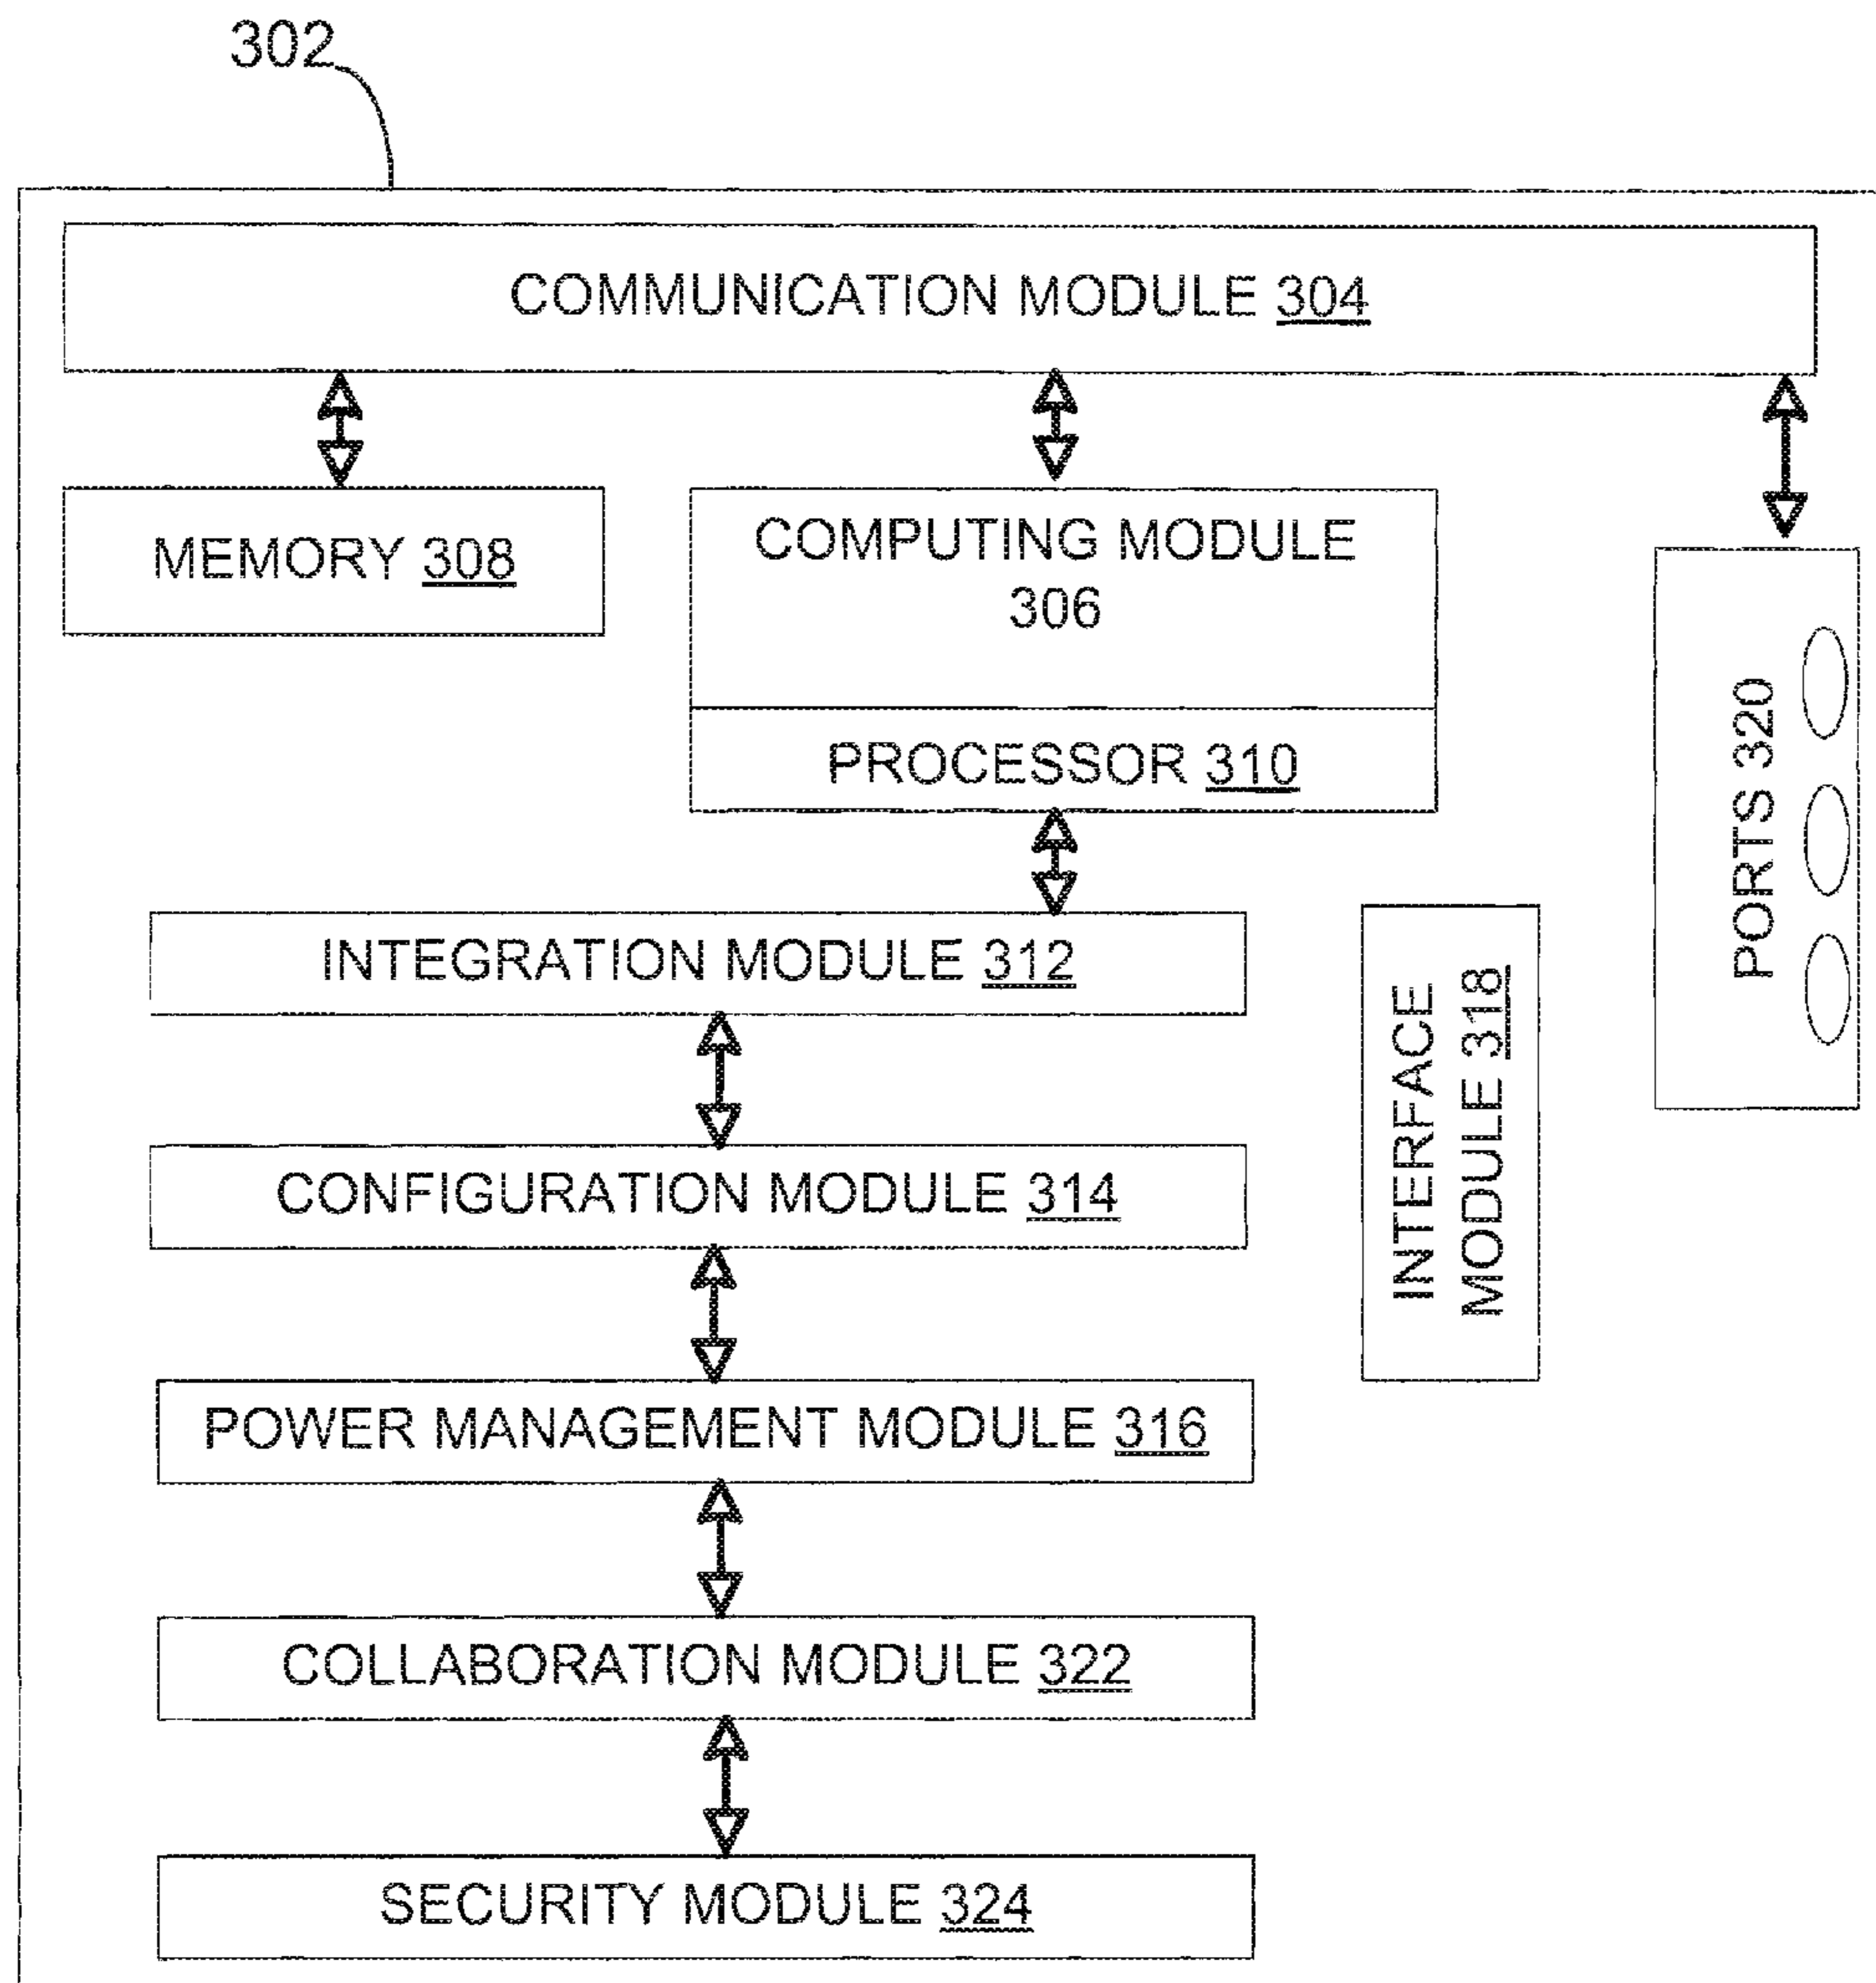 302
COMMUNICATION MODULE 304
MEMORY 308
COMPUTING MODULE
306
PROCESSOR 310
PORTS 320
INTEGRATION MODULE 312
INTERFACE
MODULE 318
CONFIGURATION MODULE 314
POWER MANAGEMENT MODULE 316
COLLABORATION MODULE 322
SECURITY MODULE 324